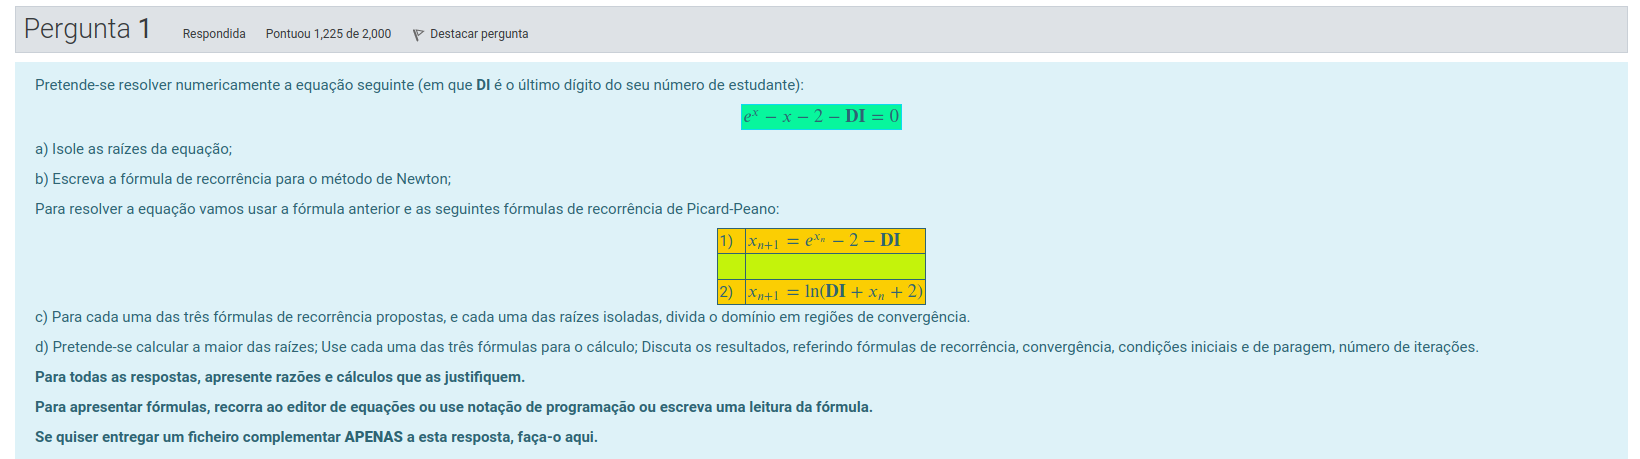 Pergunta 1 Respondida Pontuou 1,225 de 2,000 Destacar pergunta
Pretende-se resolver numericamente a equação seguinte (em que DI é o último dígito do seu número de estudante):
e^x − x − 2 − DI = 0
a) Isole as raízes da equação;
b) Escreva a fórmula de recorrência para o método de Newton;
Para resolver a equação vamos usar a fórmula anterior e as seguintes fórmulas de recorrência de Picard-Peano:
1) x_{n+1} = e^{x_n} − 2 − DI
2) x_{n+1} = ln(DI + x_n + 2)
c) Para cada uma das três fórmulas de recorrência propostas, e cada uma das raízes isoladas, divida o domínio em regiões de convergência.
d) Pretende-se calcular a maior das raízes; Use cada uma das três fórmulas para o cálculo; Discuta os resultados, referindo fórmulas de recorrência, convergência, condições iniciais e de paragem, número de iterações.
Para todas as respostas, apresente razões e cálculos que as justifiquem.
Para apresentar fórmulas, recorra ao editor de equações ou use notação de programação ou escreva uma leitura da fórmula.
Se quiser entregar um ficheiro complementar APENAS a esta resposta, faça-o aqui.